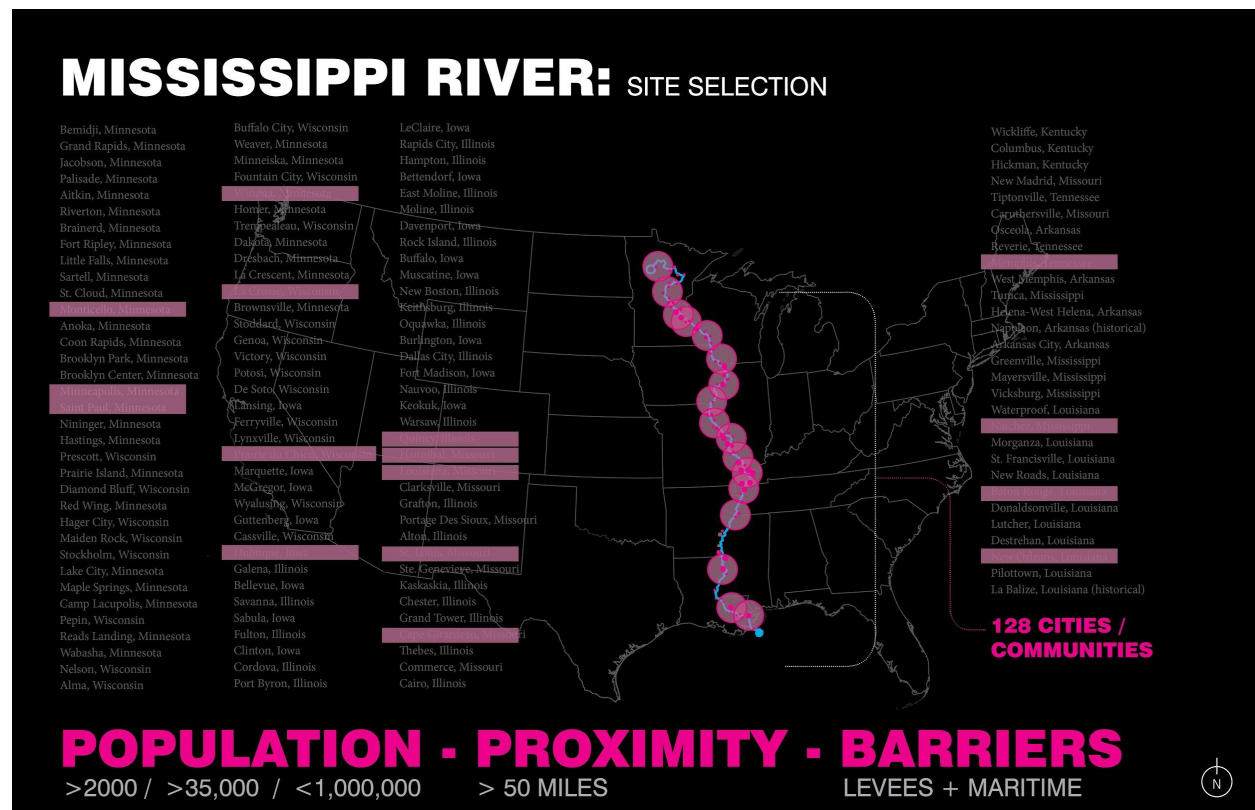 MISSISSIPPI RIVER: SITE SELECTION
Bemidji, Minnesota
Grand Rapids, Minnesota
Jacobson, Minnesota
Palisade, Minnesota
Aitkin, Minnesota
Riverton, Minnesota
Brainerd, Minnesota
Fort Ripley, Minnesota
Little Falls, Minnesota
Sartell, Minnesota
St. Cloud, Minnesota
Monticello, Minnesota
Anoka, Minnesota
Coon Rapids, Minnesota
Brooklyn Park, Minnesota
Brooklyn Center, Minnesota
Minneapolis, Minnesota
Saint Paul, Minnesota
Nininger, Minnesota
Hastings, Minnesota
Prescott, Wisconsin
Prairie Island, Minnesota
Diamond Bluff, Wisconsin
Red Wing, Minnesota
Hager City, Wisconsin
Maiden Rock, Wisconsin
Stockholm, Wisconsin
Lake City, Minnesota
Maple Springs, Minnesota
Camp Lacupolis, Minnesota
Pepin, Wisconsin
Reads Landing, Minnesota
Wabasha, Minnesota
Nelson, Wisconsin
Alma, Wisconsin
Buffalo City, Wisconsin
Weaver, Minnesota
Minneiska, Minnesota
Fountain City, Wisconsin
Winona, Minnesota
Homer, Minnesota
Trempealeau, Wisconsin
Dakota, Minnesota
Dresbach, Minnesota
La Crescent, Minnesota
La Crosse, Wisconsin
Brownsville, Minnesota
Stoddard, Wisconsin
Genoa, Wisconsin
Victory, Wisconsin
Potosi, Wisconsin
De Soto, Wisconsin
Lansing, Iowa
Ferryville, Wisconsin
Lynxville, Wisconsin
Prairie du Chien, Wisconsin
Marquette, Iowa
McGregor, Iowa
Wyalusing, Wisconsin
Guttenberg, Iowa
Cassville, Wisconsin
Dubuque, Iowa
Galena, Illinois
Bellevue, Iowa
Savanna, Illinois
Sabula, Iowa
Fulton, Illinois
Clinton, Iowa
Cordova, Illinois
Port Byron, Illinois
LeClaire, Iowa
Rapids City, Illinois
Hampton, Illinois
Bettendorf, Iowa
East Moline, Illinois
Moline, Illinois
Davenport, Iowa
Rock Island, Illinois
Buffalo, Iowa
Muscatine, Iowa
New Boston, Illinois
Keithsburg, Illinois
Oquawka, Illinois
Burlington, Iowa
Dallas City, Illinois
Fort Madison, Iowa
Nauvoo, Illinois
Keokuk, Iowa
Warsaw, Illinois
Quincy, Illinois
Hannibal, Missouri
Louisiana, Missouri
Clarksville, Missouri
Grafton, Illinois
Portage Des Sioux, Missouri
Alton, Illinois
St. Louis, Missouri
Ste. Genevieve, Missouri
Kaskaskia, Illinois
Chester, Illinois
Grand Tower, Illinois
Cape Girardeau, Missouri
Thebes, Illinois
Commerce, Missouri
Cairo, Illinois
Wickliffe, Kentucky
Columbus, Kentucky
Hickman, Kentucky
New Madrid, Missouri
Tiptonville, Tennessee
Caruthersville, Missouri
Osceola, Arkansas
Reverie, Tennessee
Memphis, Tennessee
West Memphis, Arkansas
Tunica, Mississippi
Helena-West Helena, Arkansas
Napoleon, Arkansas (historical)
Arkansas City, Arkansas
Greenville, Mississippi
Mayersville, Mississippi
Vicksburg, Mississippi
Waterproof, Louisiana
Natchez, Mississippi
Morganza, Louisiana
St. Francisville, Louisiana
New Roads, Louisiana
Baton Rouge, Louisiana
Donaldsonville, Louisiana
Lutcher, Louisiana
Destrehan, Louisiana
New Orleans, Louisiana
Pilottown, Louisiana
La Balize, Louisiana (historical)
128 CITIES /
COMMUNITIES
POPULATION - PROXIMITY - BARRIERS
>2000 / >35,000 / <1,000,000 > 50 MILES LEVEES + MARITIME
N